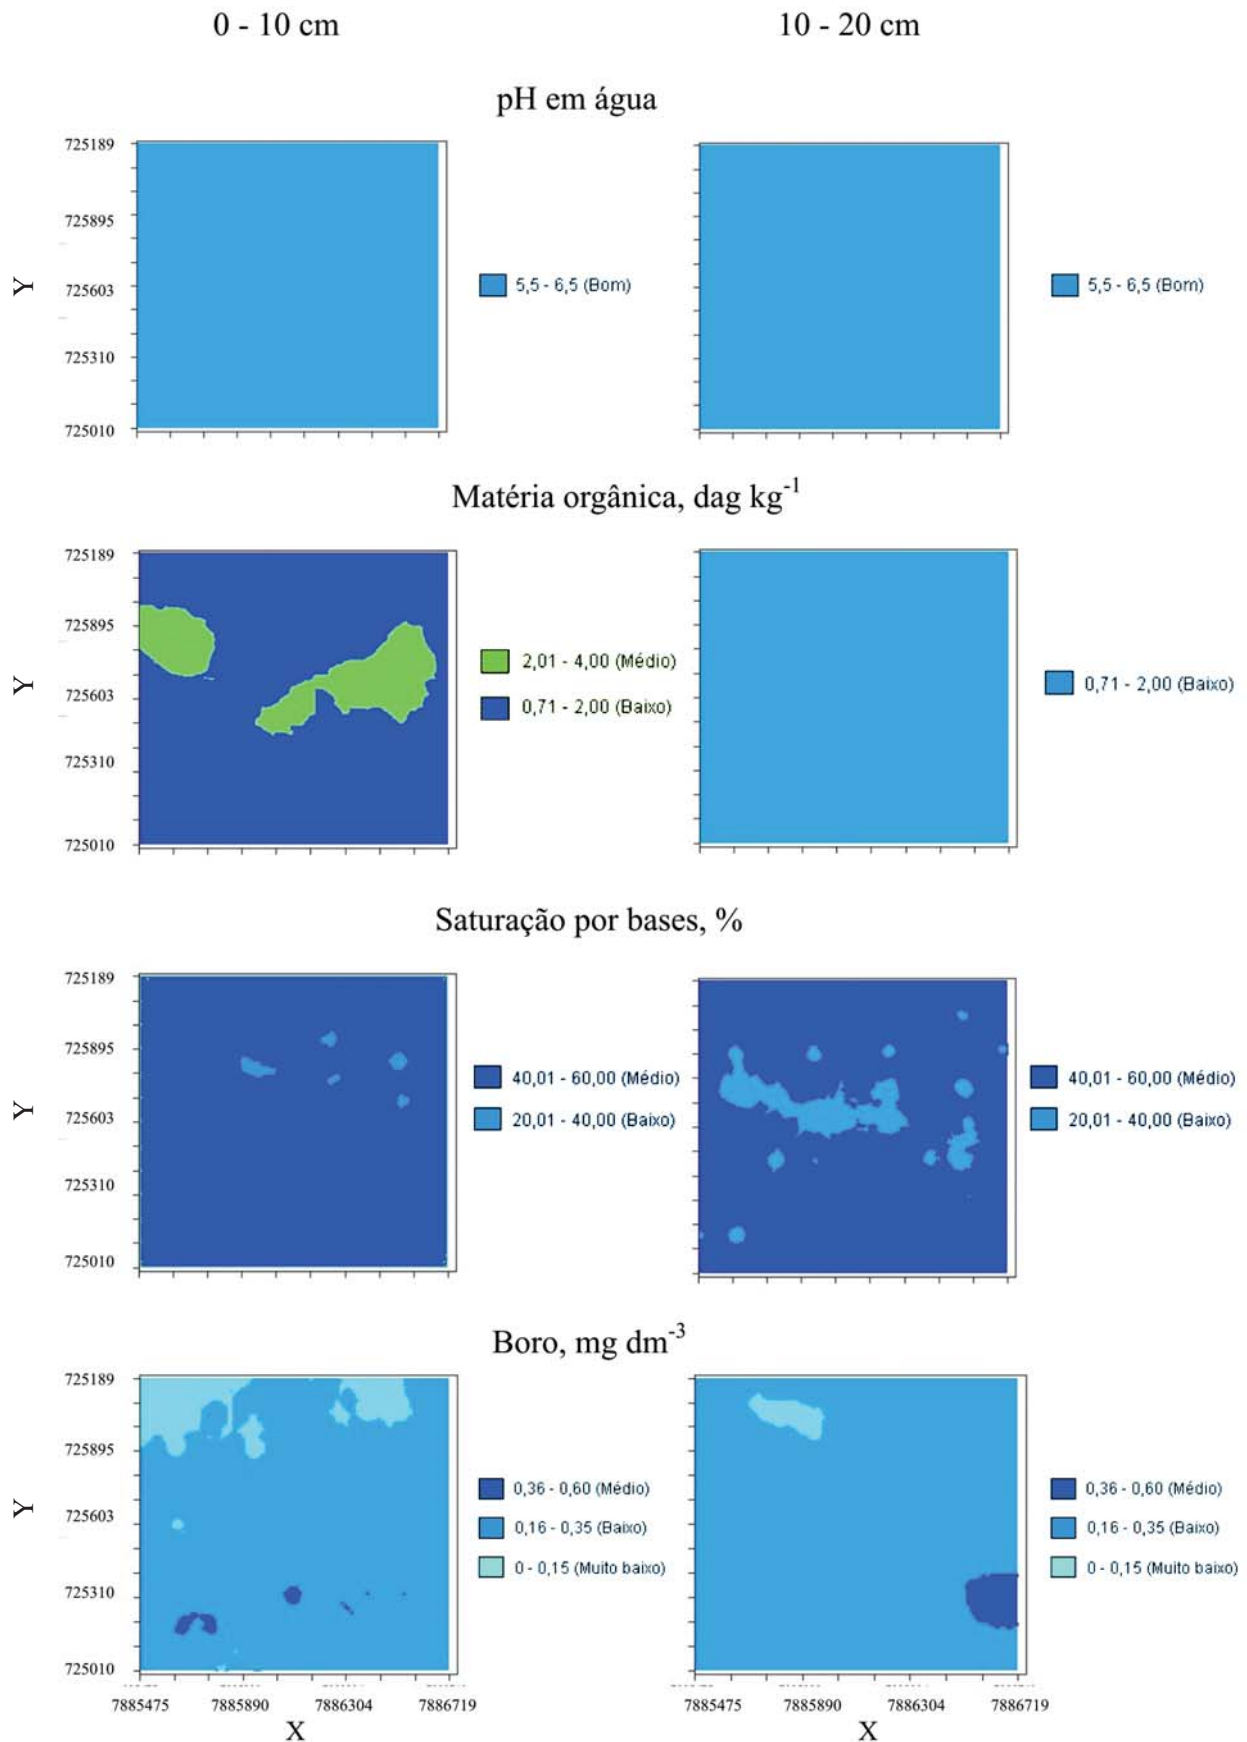 0 - 10 cm
10 - 20 cm
pH em água
725189
725895
725603
725310
725010
Y
5,5 - 6,5 (Bom)
5,5 - 6,5 (Bom)
Matéria orgânica, dag kg-1
725189
725895
725603
725310
725010
Y
2,01 - 4,00 (Médio)
0,71 - 2,00 (Baixo)
0,71 - 2,00 (Baixo)
Saturação por bases, %
725189
725895
725603
725310
725010
Y
40,01 - 60,00 (Médio)
20,01 - 40,00 (Baixo)
40,01 - 60,00 (Médio)
20,01 - 40,00 (Baixo)
Boro, mg dm-3
725189
725895
725603
725310
725010
Y
0,36 - 0,60 (Médio)
0,16 - 0,35 (Baixo)
0 - 0,15 (Muito baixo)
0,36 - 0,60 (Médio)
0,16 - 0,35 (Baixo)
0 - 0,15 (Muito baixo)
7885475 7885890 7886304 7886719
7885475 7885890 7886304 7886719
X
X